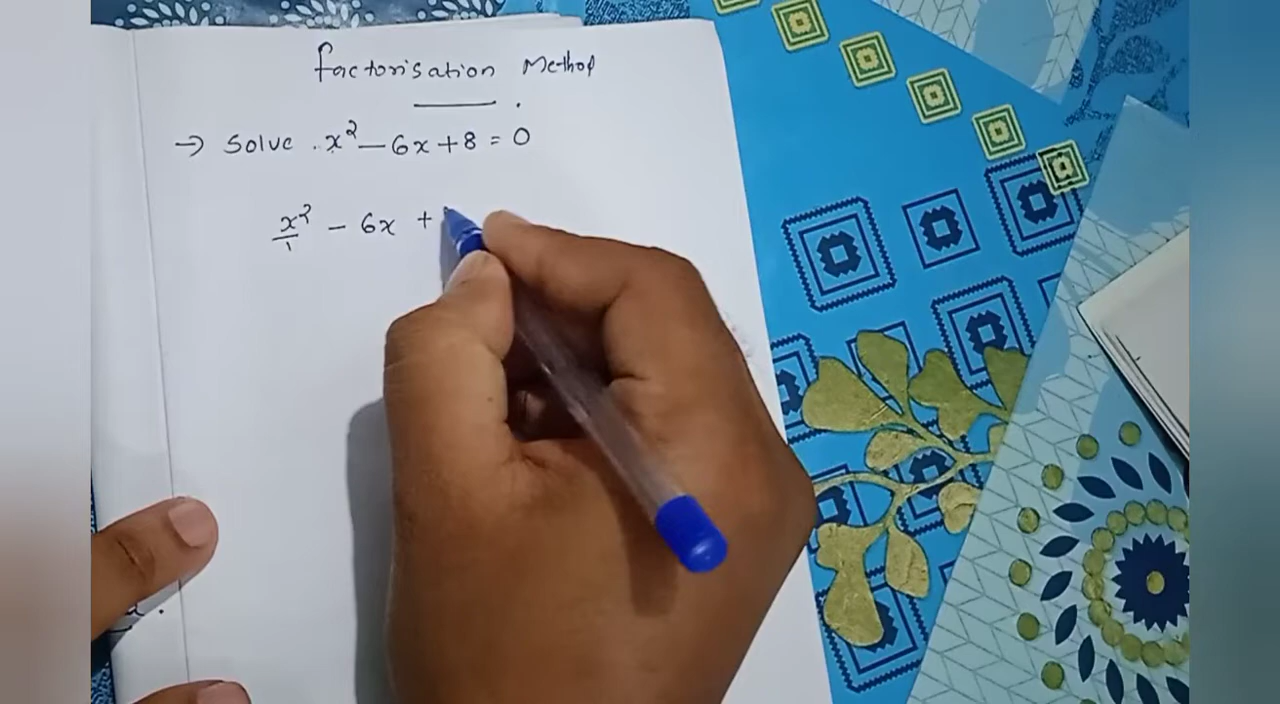 factorisation Method
→ Solve . x² - 6x + 8 = 0
x² - 6x +